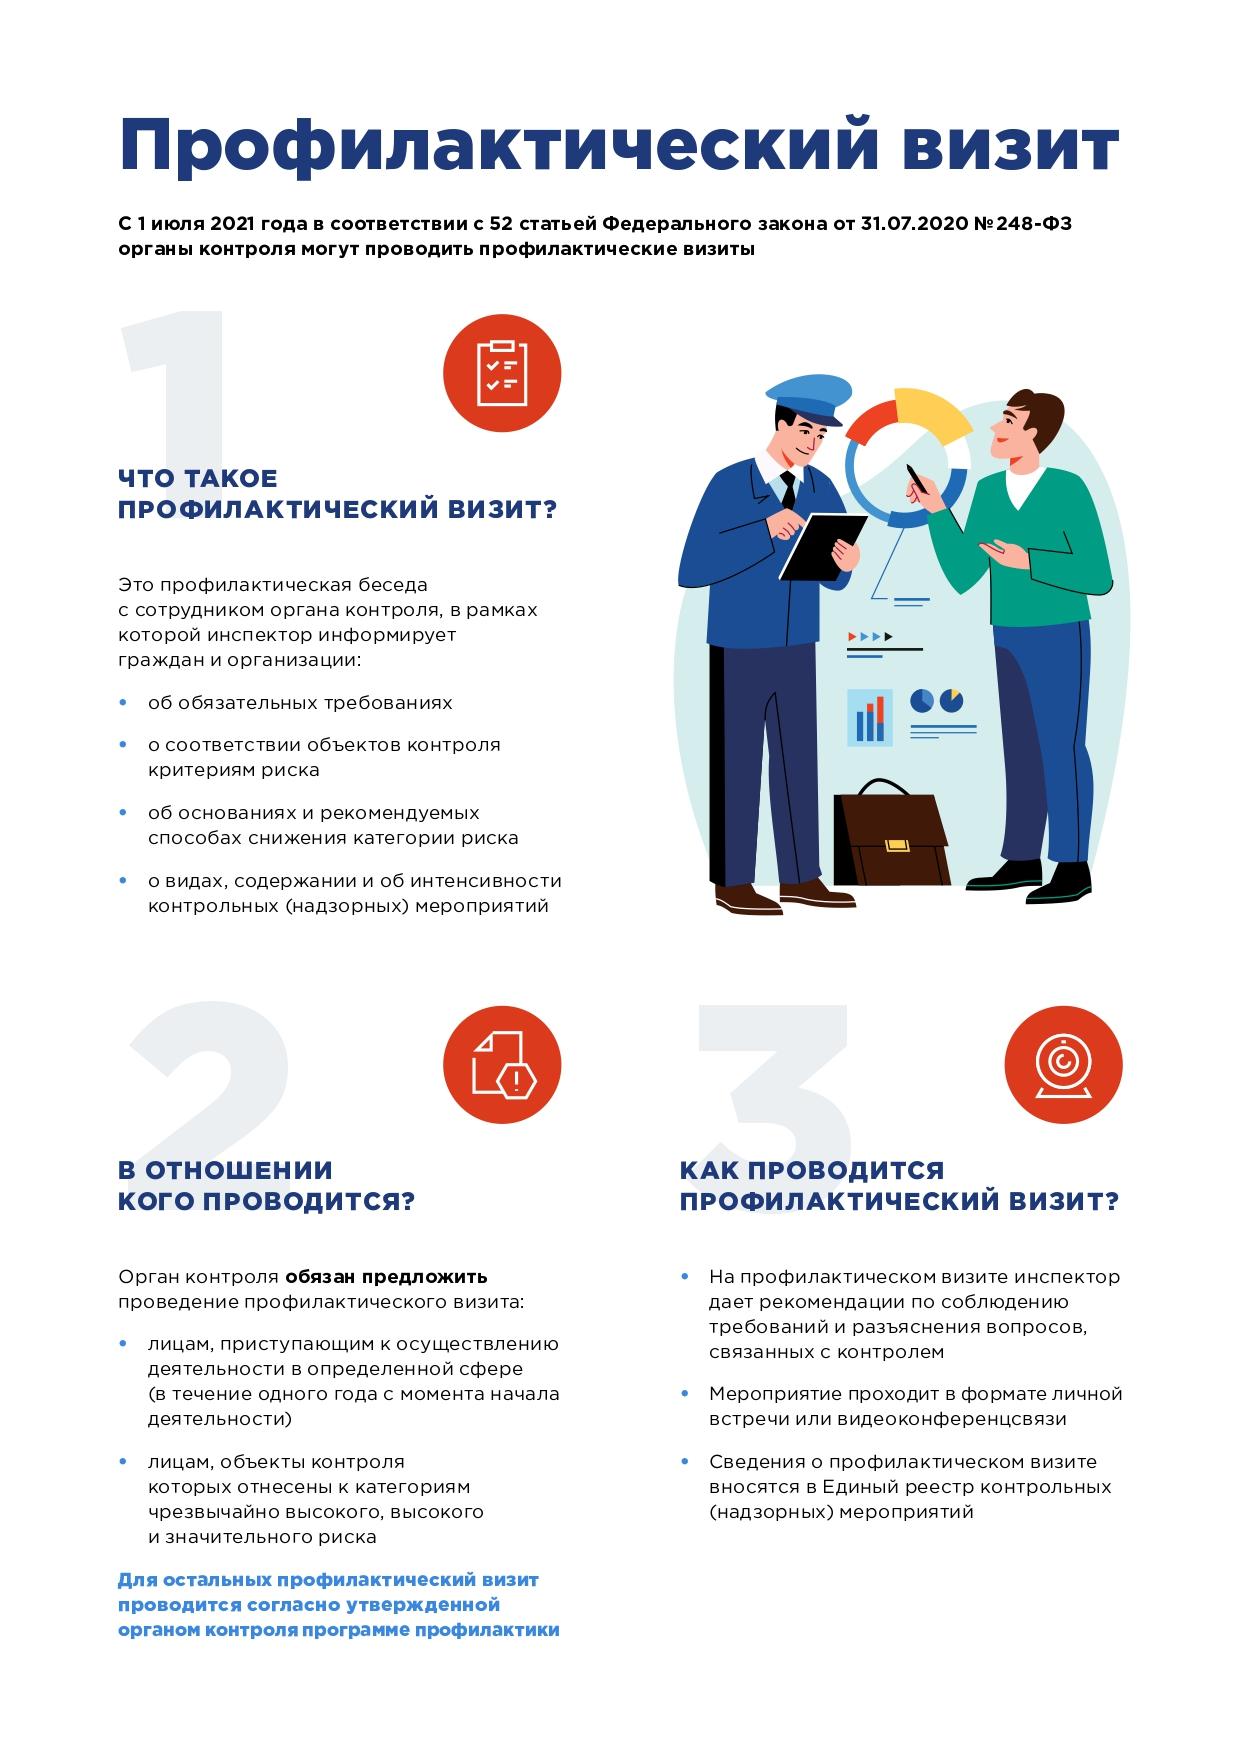 Профилактический визит
С 1 июля 2021 года в соответствии с 52 статьей Федерального закона от 31.07.2020 №248-ФЗ
органы контроля могут проводить профилактические визиты
1
ЧТО ТАКОЕ
ПРОФИЛАКТИЧЕСКИЙ ВИЗИТ?
Это профилактическая беседа
с сотрудником органа контроля, в рамках
которой инспектор информирует
граждан и организации:
• об обязательных требованиях
• о соответствии объектов контроля
критериям риска
• об основаниях и рекомендуемых
способах снижения категории риска
• о видах, содержании и об интенсивности
контрольных (надзорных) мероприятий
2
В ОТНОШЕНИИ
КОГО ПРОВОДИТСЯ?
Орган контроля обязан предложить
проведение профилактического визита:
• лицам, приступающим к осуществлению
деятельности в определенной сфере
(в течение одного года с момента начала
деятельности)
• лицам, объекты контроля
которых отнесены к категориям
чрезвычайно высокого, высокого
и значительного риска
Для остальных профилактический визит
проводится согласно утвержденной
органом контроля программе профилактики
3
КАК ПРОВОДИТСЯ
ПРОФИЛАКТИЧЕСКИЙ ВИЗИТ?
• На профилактическом визите инспектор
дает рекомендации по соблюдению
требований и разъяснения вопросов,
связанных с контролем
• Мероприятие проходит в формате личной
встречи или видеоконференцсвязи
• Сведения о профилактическом визите
вносятся в Единый реестр контрольных
(надзорных) мероприятий